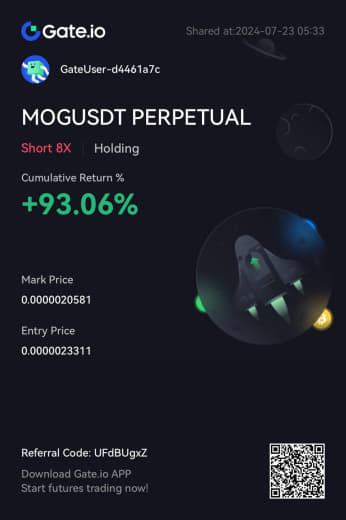 Gate.io
Shared at:2024-07-23 05:33
GateUser-d4461a7c
MOGUSDT PERPETUAL
Short 8X | Holding
Cumulative Return %
+93.06%
Mark Price
0.0000020581
Entry Price
0.0000023311
Referral Code: UFdBUgxZ
Download Gate.io APP
Start futures trading now!